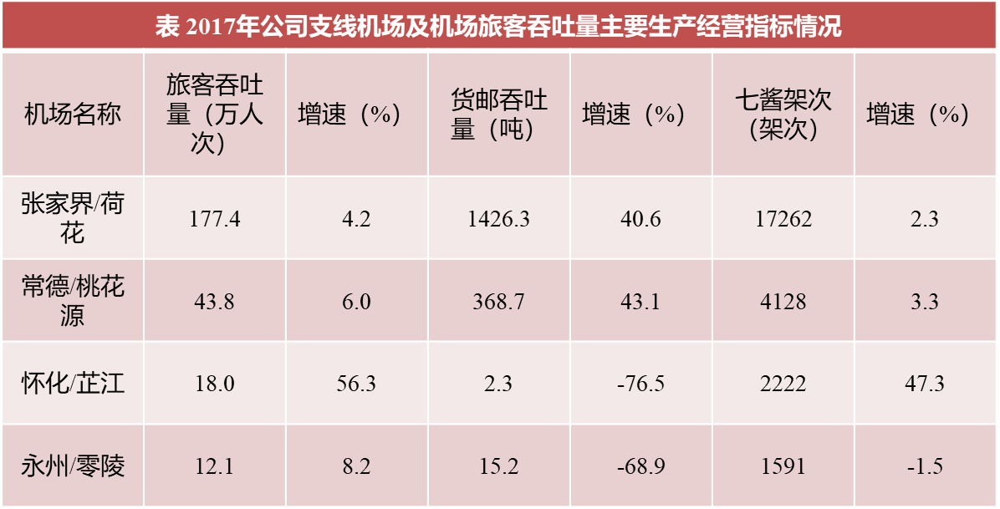 表 2017年公司支线机场及机场旅客吞吐量主要生产经营指标情况
机场名称
旅客吞吐
量（万人
次）
增速（%）
货邮吞吐
量（吨）
增速（%）
七酱架次
（架次）
增速（%）
张家界/荷
花
177.4
4.2
1426.3
40.6
17262
2.3
常德/桃花
源
43.8
6.0
368.7
43.1
4128
3.3
怀化/芷江
18.0
56.3
2.3
-76.5
2222
47.3
永州/零陵
12.1
8.2
15.2
-68.9
1591
-1.5